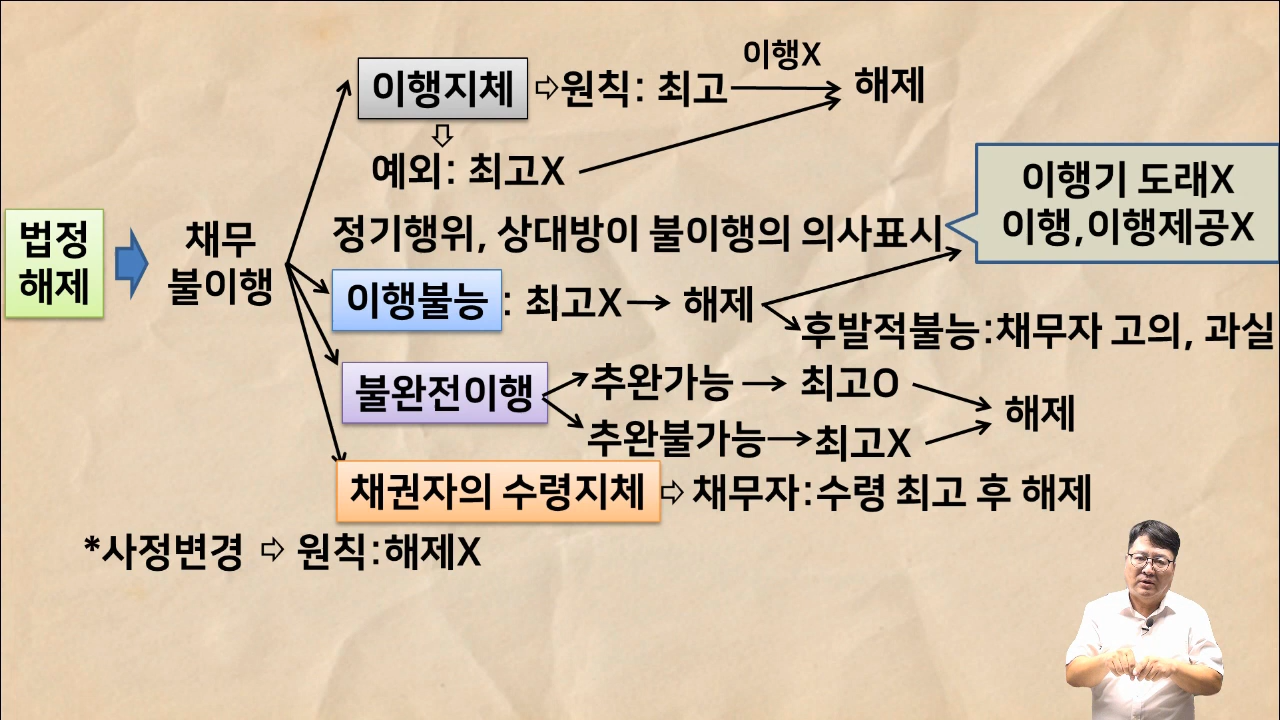 이행X
이행지체 ⇨원칙: 최고 → 해제
예외: 최고X
이행기 도래X
이행,이행제공X
정기행위, 상대방이 불이행의 의사표시
법정
해제
채무
불이행
이행불능 : 최고X → 해제
후발적불능:채무자 고의, 과실
불완전이행
추완가능 → 최고O
해제
추완불가능→최고X
채권자의 수령지체 ⇨ 채무자:수령 최고 후 해제
*사정변경 ⇨ 원칙:해제X